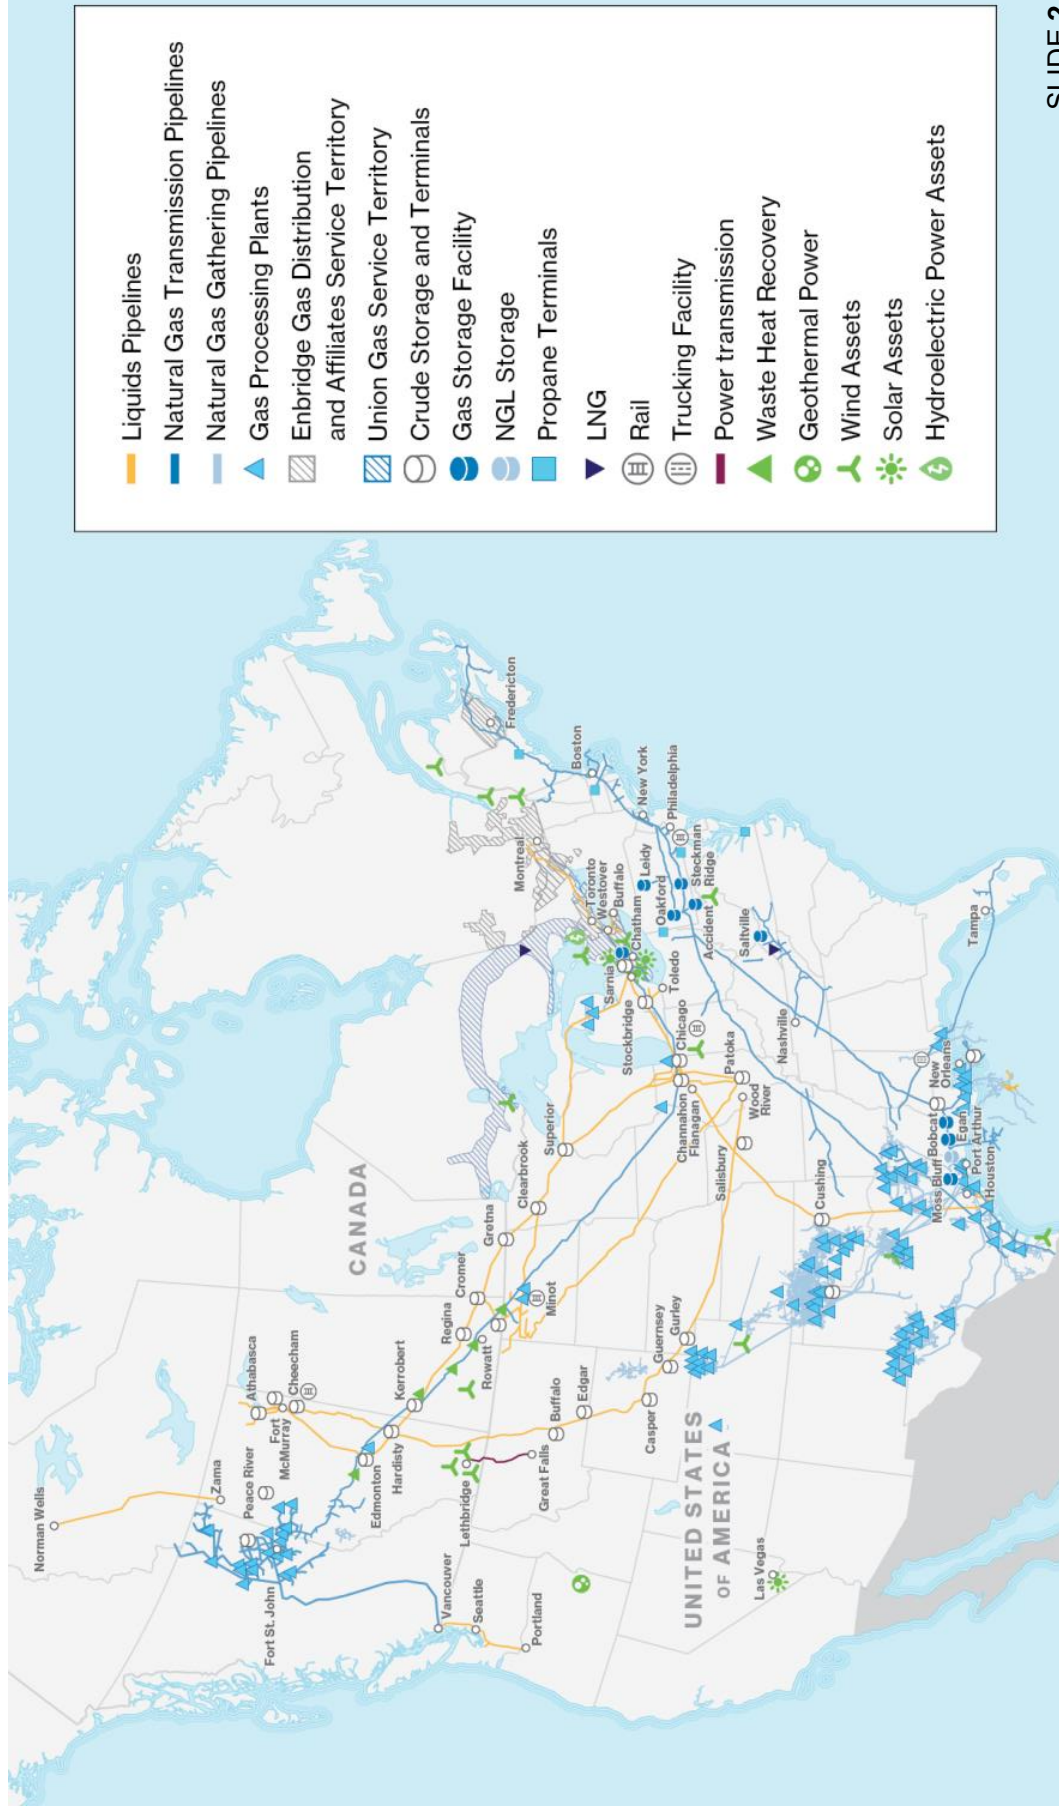 Liquids Pipelines
Natural Gas Transmission Pipelines
Natural Gas Gathering Pipelines
Gas Processing Plants
Enbridge Gas Distribution
and Affiliates Service Territory
Union Gas Service Territory
Crude Storage and Terminals
Gas Storage Facility
NGL Storage
Propane Terminals
LNG
Rail
Trucking Facility
Power transmission
Waste Heat Recovery
Geothermal Power
Wind Assets
Solar Assets
Hydroelectric Power Assets
Norman Wells
Zama
Peace River
Fort St. John
Athabasca
Fort
McMurray
Cheecham
CANADA
Edmonton
Hardisty
Kerrobert
Regina
Cromer
Gretna
Rowatt
Minot
Clearbrook
Superior
Vancouver
Seattle
Portland
Lethbridge
Great Falls
Buffalo
Edgar
Casper
Guernsey
Gurley
UNITED STATES
OF AMERICA
Las Vegas
Montreal
Fredericton
Boston
Toronto
Westover
Buffalo
Chatham
Sarnia
Stockbridge
Toledo
Chicago
Channahon
Flanagan
Patoka
Wood
River
Salisbury
Cushing
New York
Philadelphia
Leidy
Oakford
Steckman
Ridge
Accident
Saltville
Nashville
Tampa
New
Orleans
Bobcat
Egan
Moss Bluff
Port Arthur
Houston
SLIDE 2